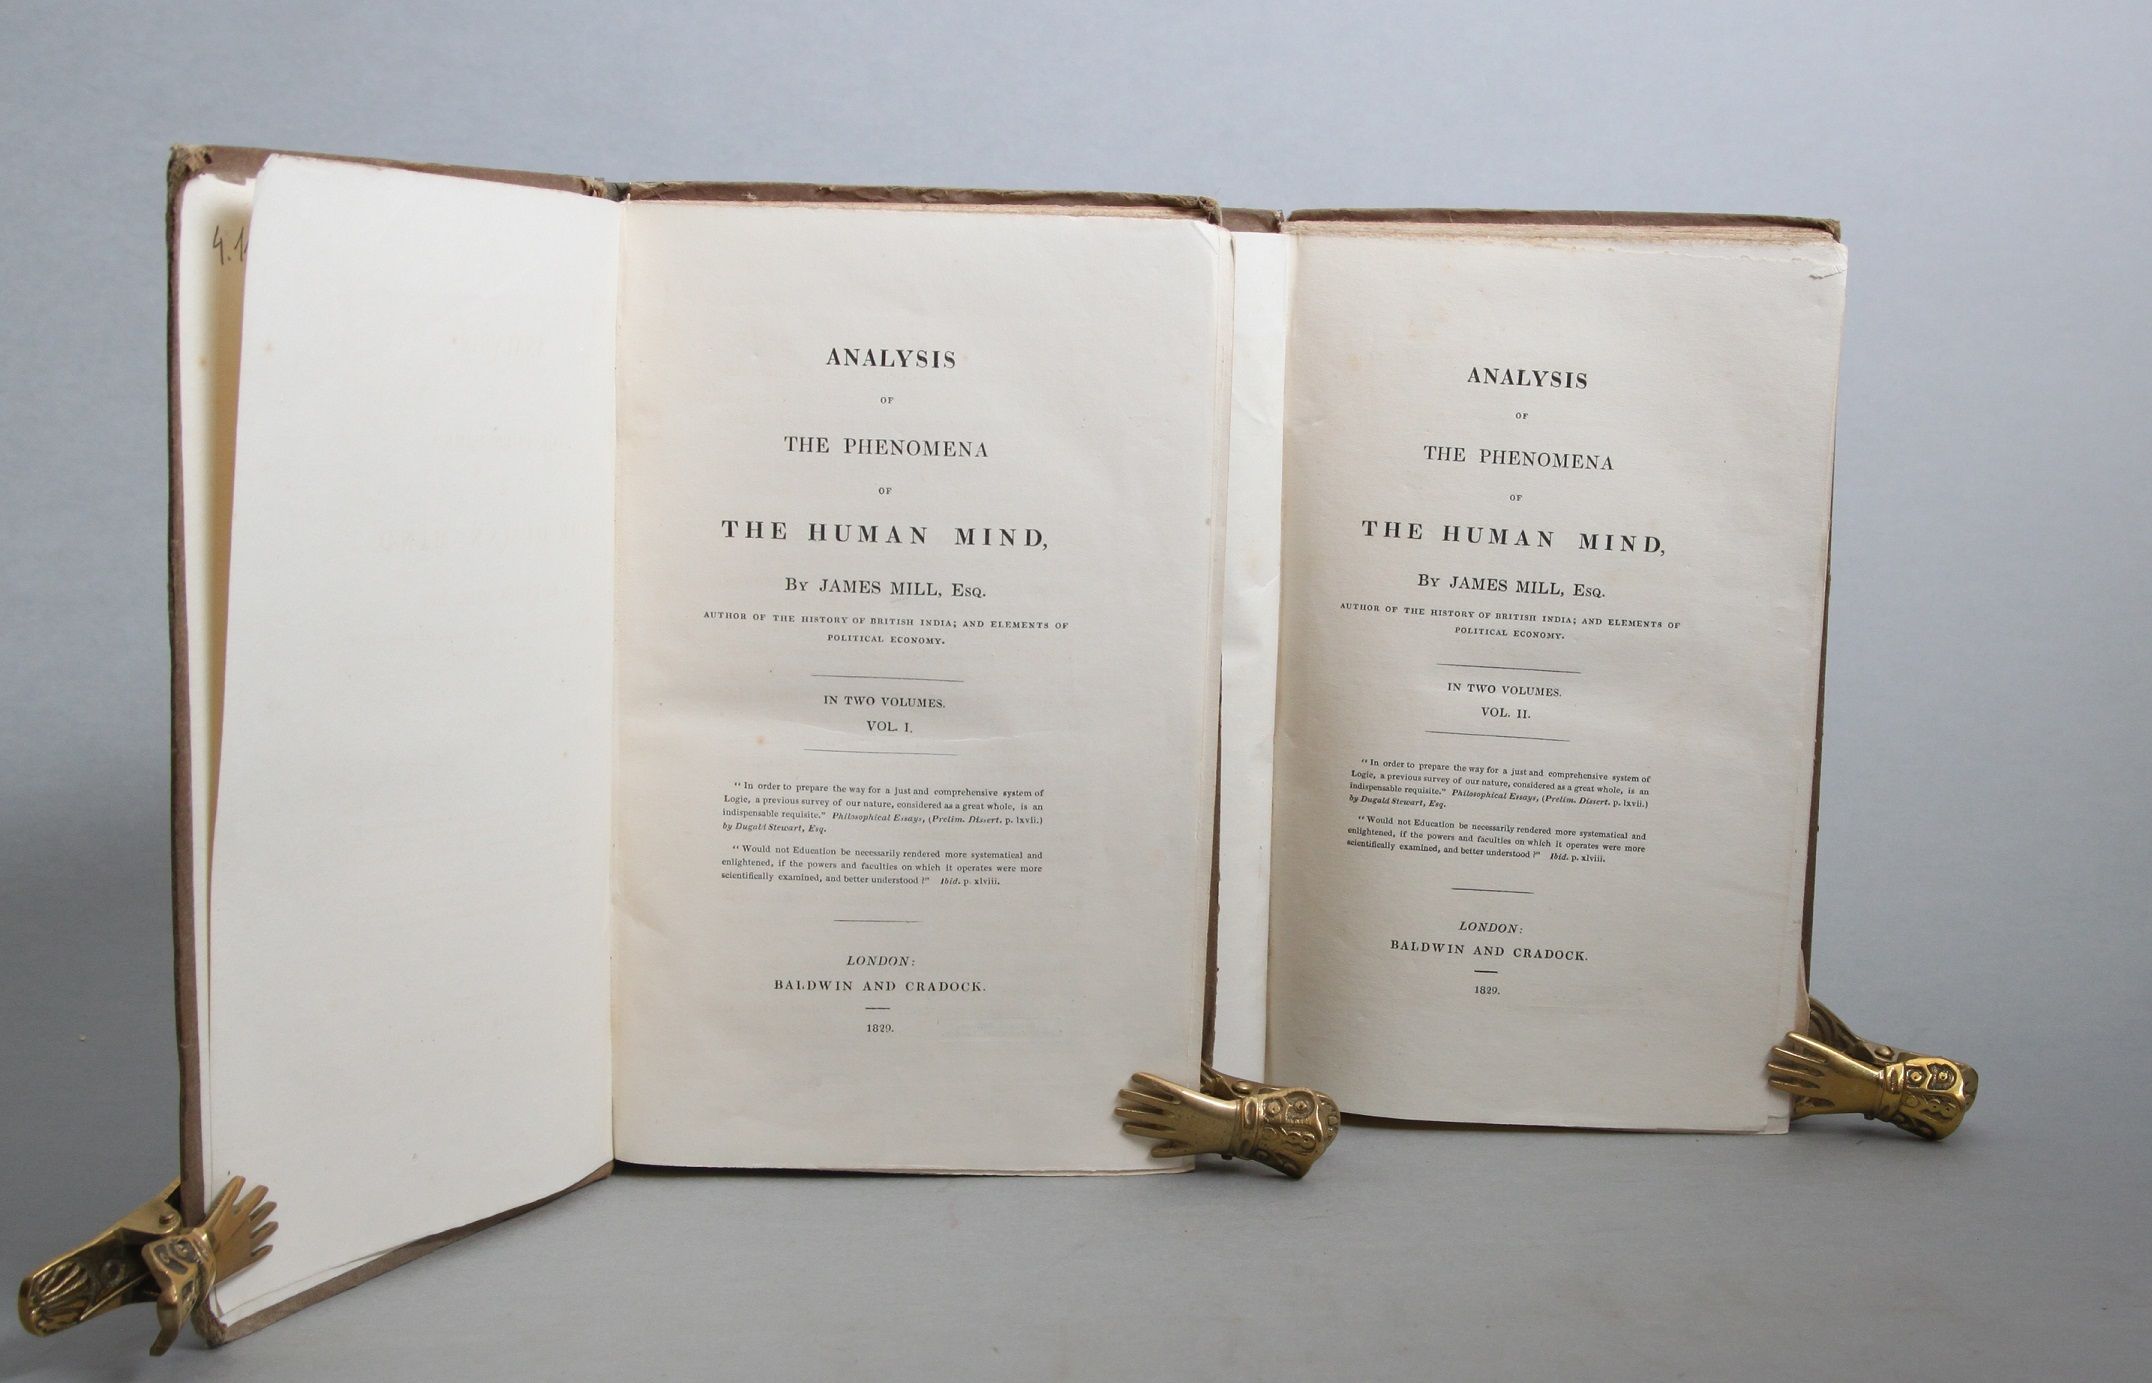 ANALYSIS
OF
THE PHENOMENA
OF
THE HUMAN MIND,
By JAMES MILL, Esq.
AUTHOR OF THE HISTORY OF BRITISH INDIA; AND ELEMENTS OF
POLITICAL ECONOMY.
IN TWO VOLUMES.
VOL. I.
"In order to prepare the way for a just and comprehensive system of
Logic, a previous survey of our nature, considered as a great whole, is an
indispensable requisite." Philosophical Essays, (Prelim. Dissert. p. lxvii.)
by Dugald Stewart, Esq.
"Would not Education be necessarily rendered more systematical and
enlightened, if the powers and faculties on which it operates were more
scientifically examined, and better understood?" Ibid. p. xlviii.
LONDON:
BALDWIN AND CRADOCK.
1829.
ANALYSIS
OF
THE PHENOMENA
OF
THE HUMAN MIND,
By JAMES MILL, Esq.
AUTHOR OF THE HISTORY OF BRITISH INDIA; AND ELEMENTS OF
POLITICAL ECONOMY.
IN TWO VOLUMES.
VOL. II.
"In order to prepare the way for a just and comprehensive system of
Logic, a previous survey of our nature, considered as a great whole, is an
indispensable requisite." Philosophical Essays, (Prelim. Dissert. p. lxvii.)
by Dugald Stewart, Esq.
"Would not Education be necessarily rendered more systematical and
enlightened, if the powers and faculties on which it operates were more
scientifically examined, and better understood?" Ibid. p. xlviii.
LONDON:
BALDWIN AND CRADOCK.
1829.